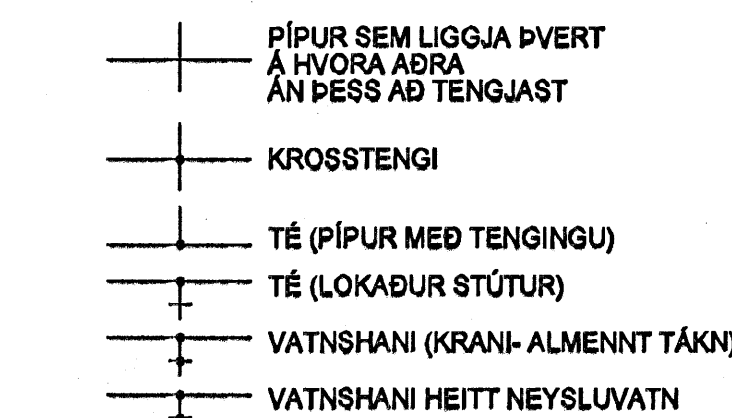 PÍPUR SEM LIGGJA ÞVERT
Á HVORA AÐRA
ÁN ÞESS AÐ TENGJAST
KROSSTENGI
TÉ (PÍPUR MEÐ TENGINGU)
TÉ (LOKAÐUR STÚTUR)
VATNSHANI (KRANI- ALMENNT TÁKN)
VATNSHANI HEITT NEYSLUVATN